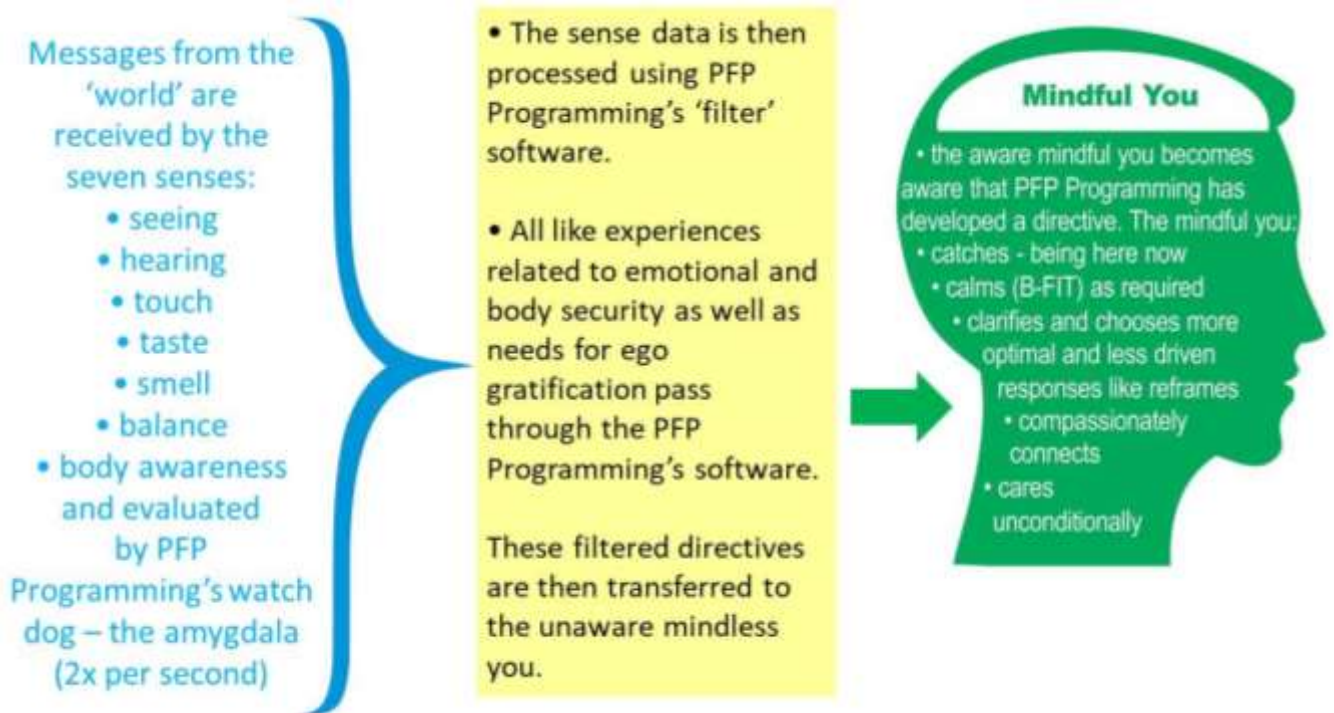 Messages from the
‘world’ are
received by the
seven senses:
• seeing
• hearing
• touch
• taste
• smell
• balance
• body awareness
and evaluated
by PFP
Programming’s watch
dog – the amygdala
(2x per second)
• The sense data is then
processed using PFP
Programming’s ‘filter’
software.
• All like experiences
related to emotional and
body security as well as
needs for ego
gratification pass
through the PFP
Programming’s software.
These filtered directives
are then transferred to
the unaware mindless
you.
Mindful You
• the aware mindful you becomes
aware that PFP Programming has
developed a directive. The mindful you:
• catches - being here now
• calms (B-FIT) as required
• clarifies and chooses more
optimal and less driven
responses like reframes
• compassionately
connects
• cares
unconditionally